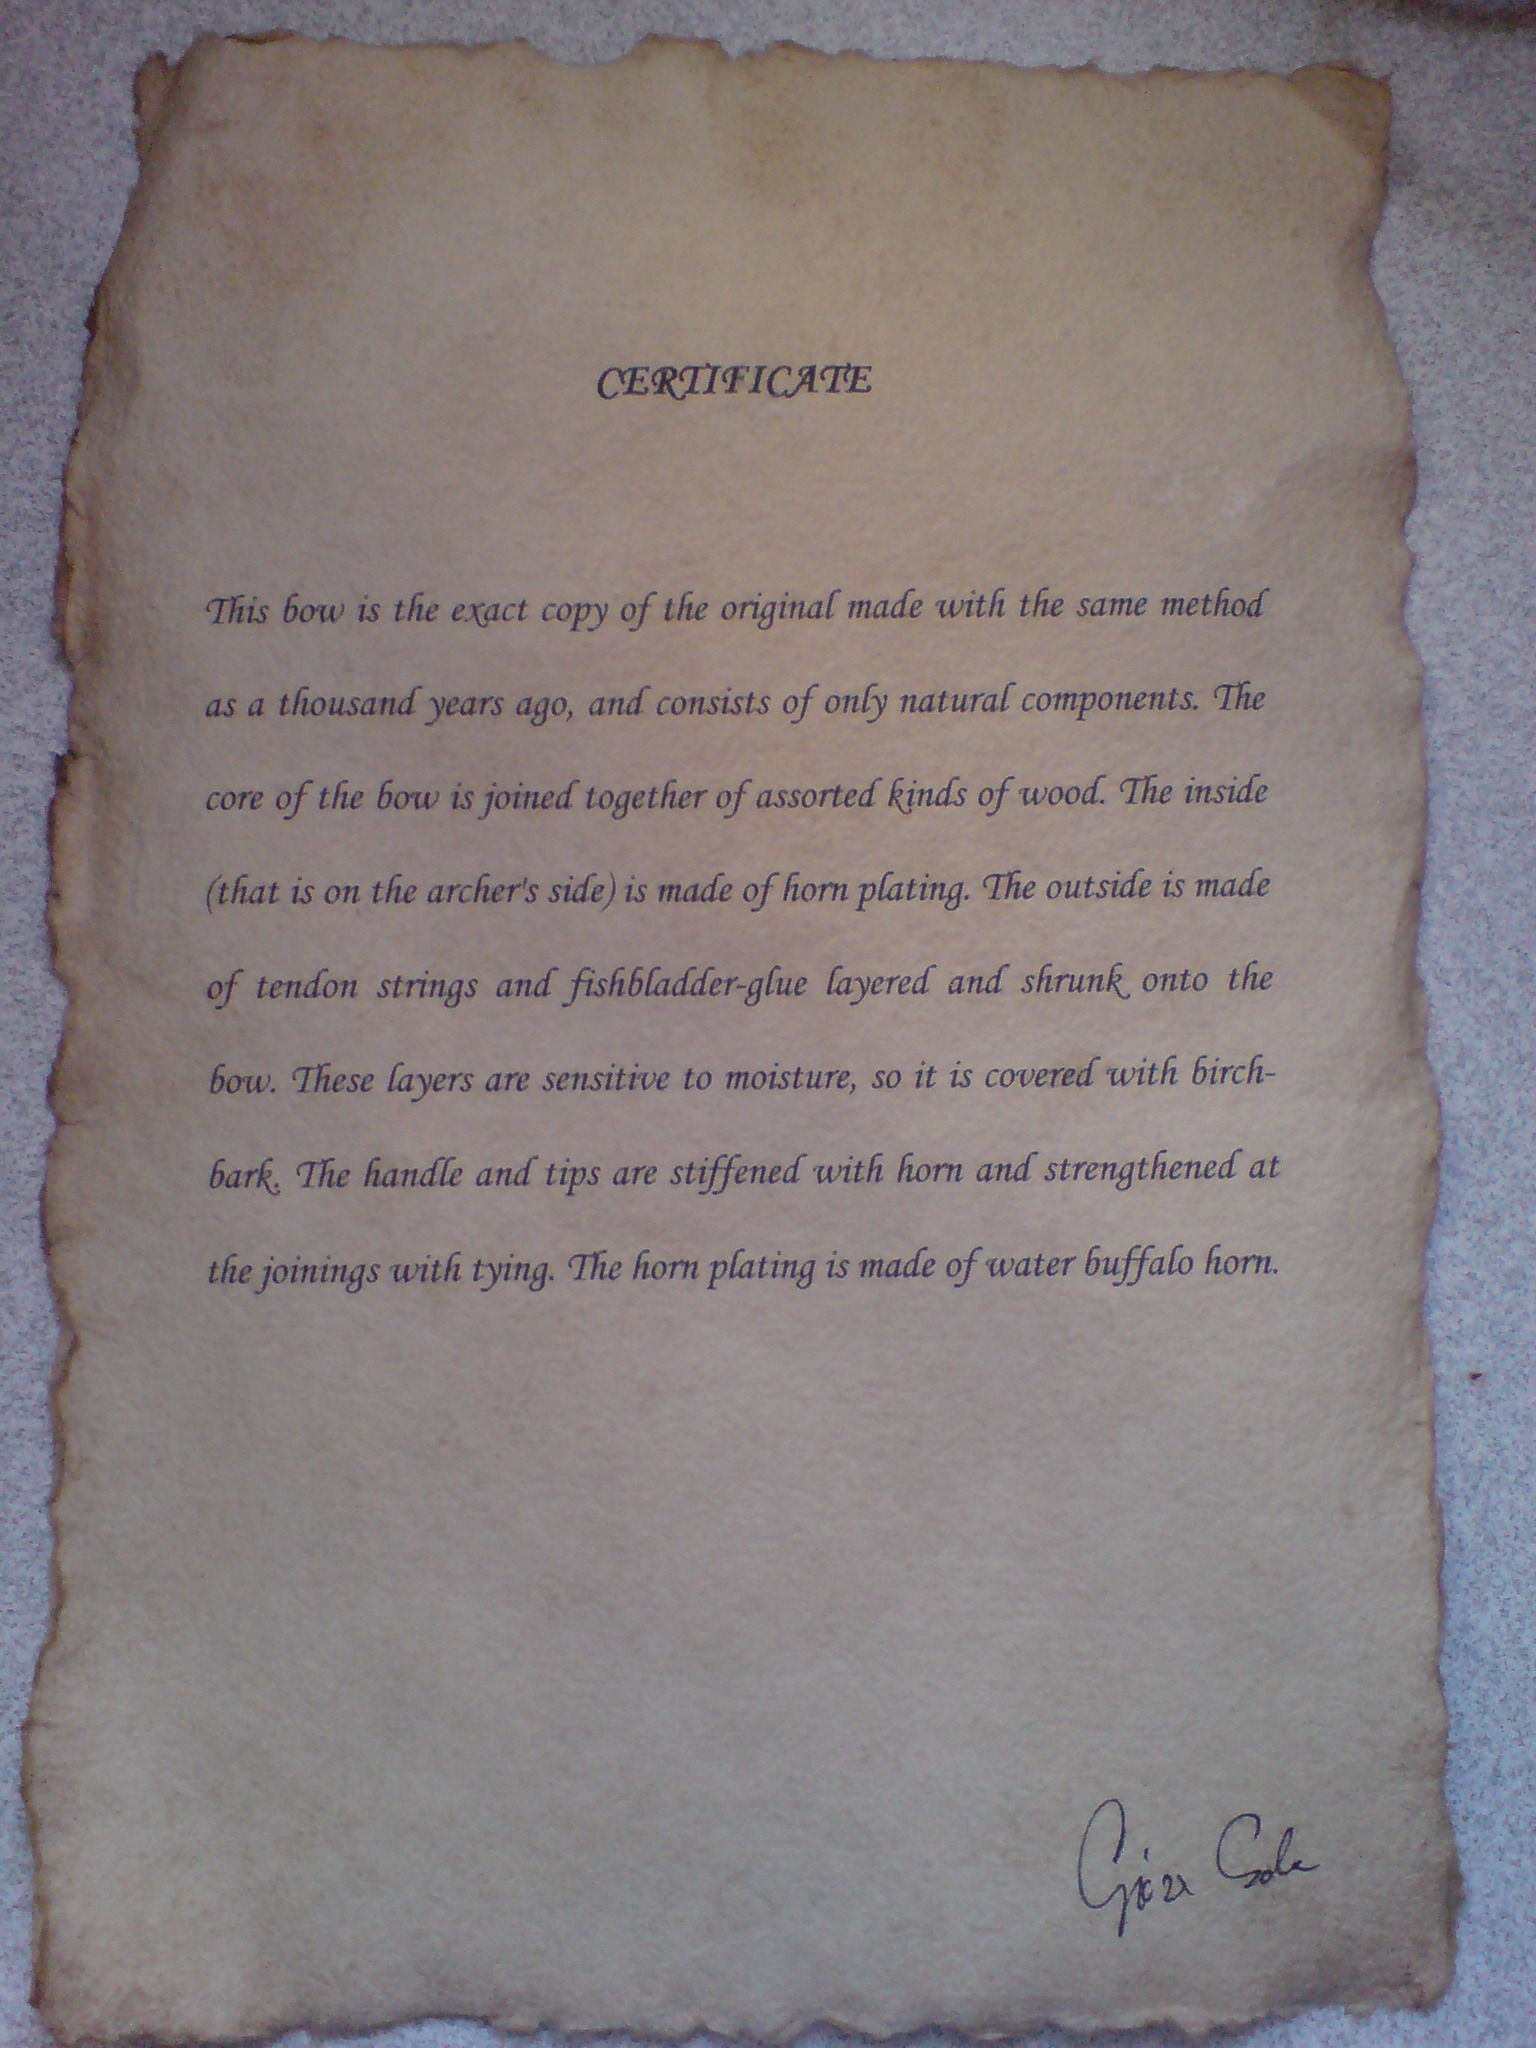 CERTIFICATE
This bow is the exact copy of the original made with the same method
as a thousand years ago, and consists of only natural components. The
core of the bow is joined together of assorted kinds of wood. The inside
(that is on the archer's side) is made of horn plating. The outside is made
of tendon strings and fishbladder-glue layered and shrunk onto the
bow. These layers are sensitive to moisture, so it is covered with birch-
bark. The handle and tips are stiffened with horn and strengthened at
the joinings with tying. The horn plating is made of water buffalo horn.